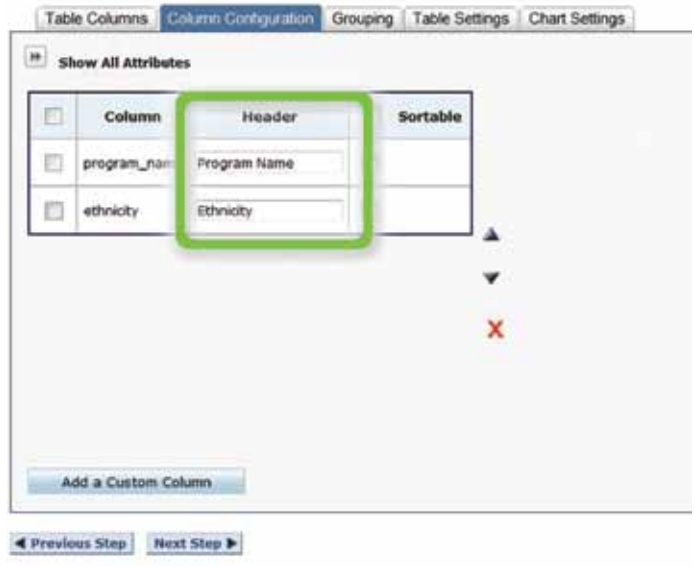 Table Columns Column Configuration Grouping Table Settings Chart Settings
Show All Attributes
Column Header Sortable
program_nam Program Name
ethnicity Ethnicity
X
Add a Custom Column
Previous Step Next Step